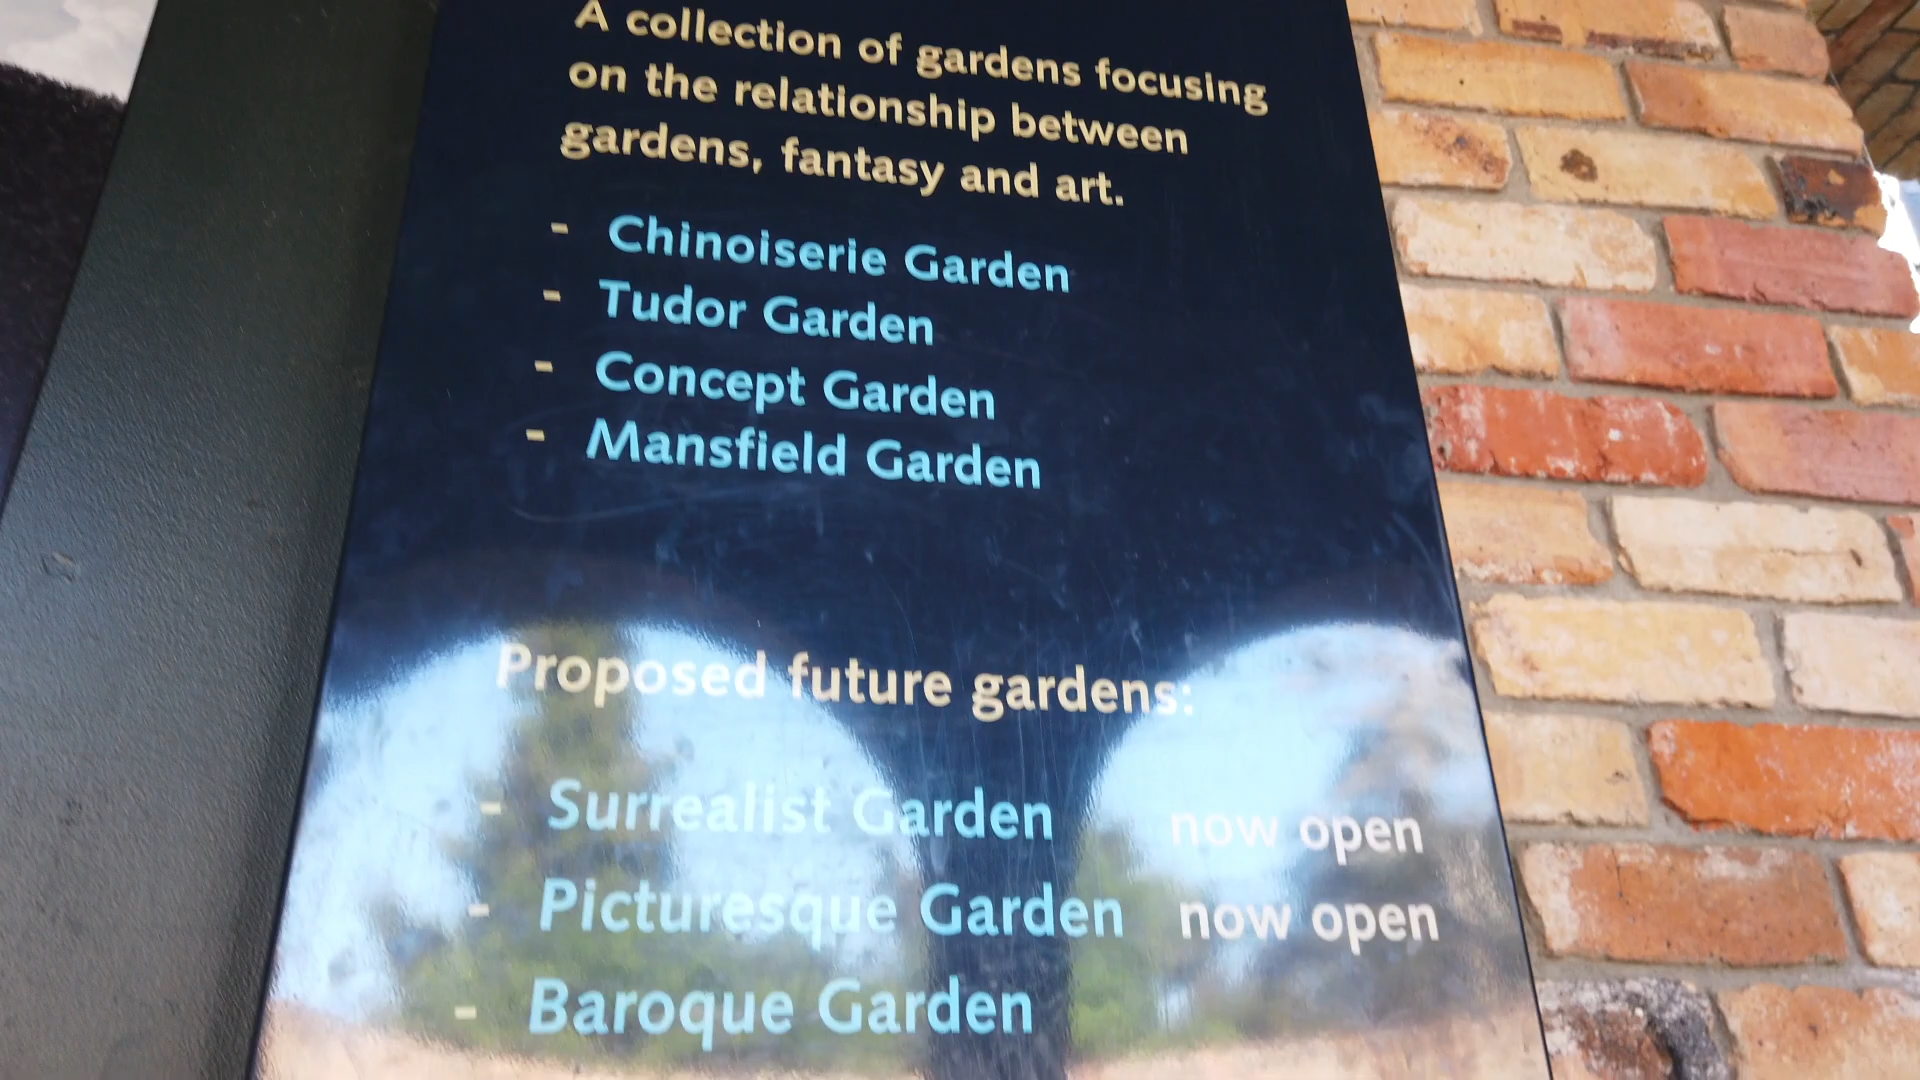 A collection of gardens focusing
on the relationship between
gardens, fantasy and art.
- Chinoiserie Garden
- Tudor Garden
- Concept Garden
- Mansfield Garden
Proposed future gardens:
- Surrealist Garden now open
- Picturesque Garden now open
- Baroque Garden